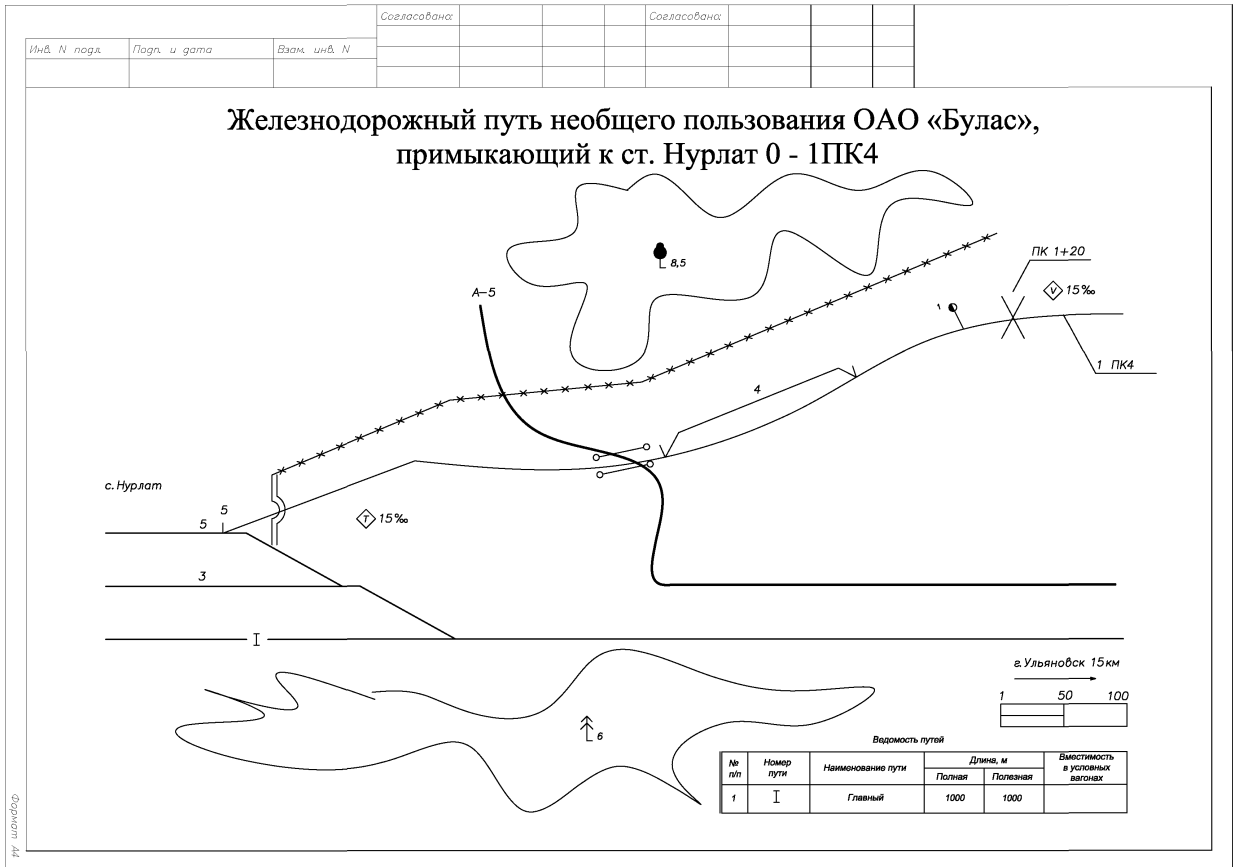 Согласовано: Согласовано:
Инв. N подл. Подп. и дата Взам. инв. N
Железнодорожный путь необщего пользования ОАО «Булас»,
примыкающий к ст. Нурлат 0 - 1ПК4
8,5
А-5
ПК 1+20
V 15‰
1
1 ПК4
4
с.Нурлат
5
5
Т 15‰
3
I
г.Ульяновск 15км
1 50 100
6
Ведомость путей
№ п/п Номер пути Наименование пути Длина, м Вместимость в условных вагонах
Полная Полезная
1 I Главный 1000 1000
Формат А4